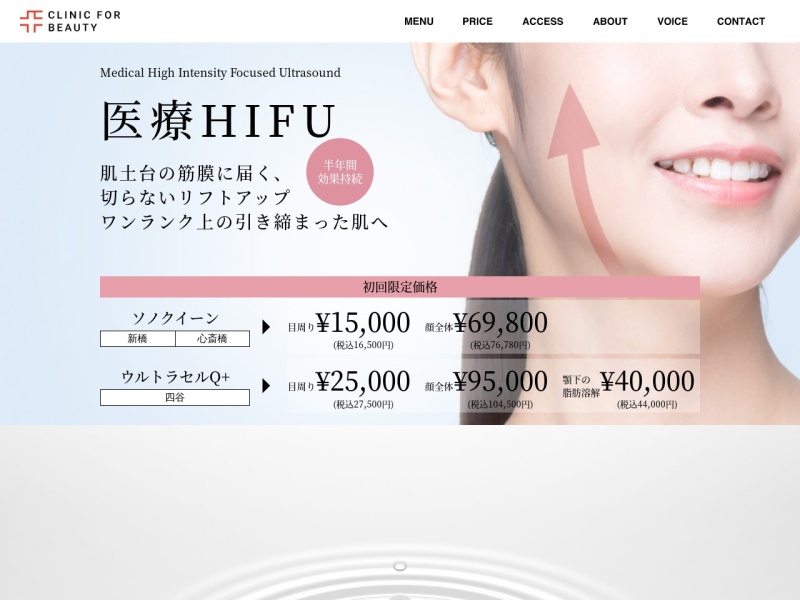 CLINIC FOR
BEAUTY
MENU PRICE ACCESS ABOUT VOICE CONTACT
Medical High Intensity Focused Ultrasound
医療HIFU
半年間
効果持続
肌土台の筋膜に届く、
切らないリフトアップ
ワンランク上の引き締まった肌へ
初回限定価格
ソノクイーン
新橋 心斎橋
目周り¥15,000 顔全体¥69,800
(税込16,500円) (税込76,780円)
ウルトラセルQ+
四谷
目周り¥25,000 顔全体¥95,000 顎下の脂肪溶解¥40,000
(税込27,500円) (税込104,500円) (税込44,000円)